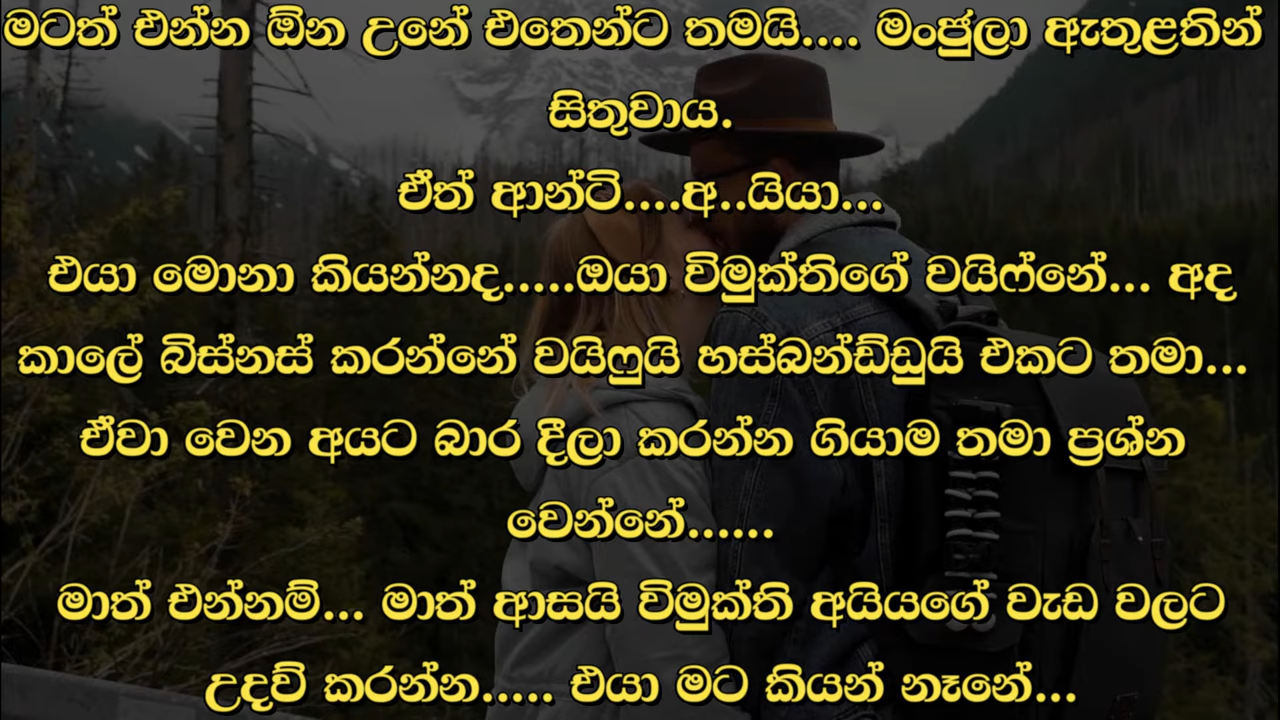 මටත් එන්න ඕන උනේ එතෙන්ට තමයි.... මංජුලා ඇතුළතින්
සිතුවාය.
ඒත් ආන්ටි....අ..යියා...
එයා මොනා කියන්නද.....ඔයා විමුක්තිගේ වයිෆ්නේ... අද
කාලේ බිස්නස් කරන්නේ වයිෆුයි හස්බන්ඩ්ඩුයි එකට තමා...
ඒවා වෙන අයට බාර දීලා කරන්න ගියාම තමා ප්‍රශ්න
වෙන්නේ......
මාත් එන්නම්... මාත් ආසයි විමුක්ති අයියගේ වැඩ වලට
උදව් කරන්න..... එයා මට කියන් නෑනේ...